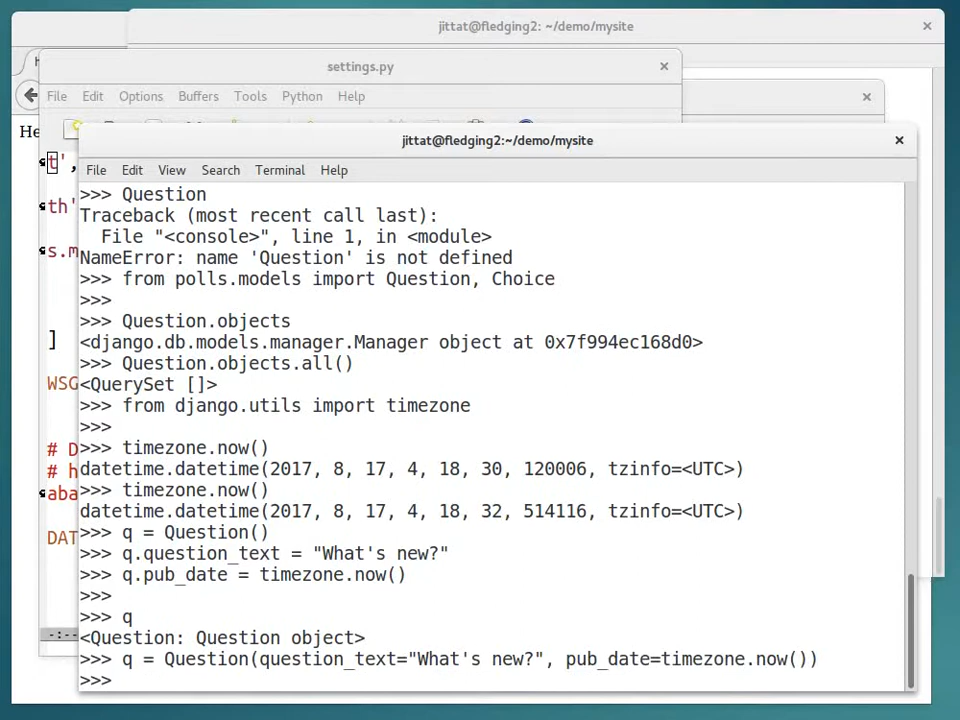 jittat@fledging2: ~/demo/mysite
settings.py
File Edit Options Buffers Tools Python Help
He
t',
th'
s.m
]
WSG
# D
# h
aba
DAT
-:--
jittat@fledging2:~/demo/mysite
File Edit View Search Terminal Help
>>> Question
Traceback (most recent call last):
  File "<console>", line 1, in <module>
NameError: name 'Question' is not defined
>>> from polls.models import Question, Choice
>>>
>>> Question.objects
<django.db.models.manager.Manager object at 0x7f994ec168d0>
>>> Question.objects.all()
<QuerySet []>
>>> from django.utils import timezone
>>>
>>> timezone.now()
datetime.datetime(2017, 8, 17, 4, 18, 30, 120006, tzinfo=<UTC>)
>>> timezone.now()
datetime.datetime(2017, 8, 17, 4, 18, 32, 514116, tzinfo=<UTC>)
>>> q = Question()
>>> q.question_text = "What's new?"
>>> q.pub_date = timezone.now()
>>>
>>> q
<Question: Question object>
>>> q = Question(question_text="What's new?", pub_date=timezone.now())
>>>